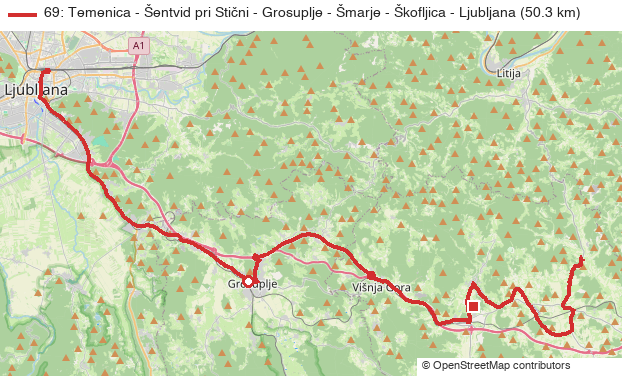 69: Temenica - Šentvid pri Stični - Grosuplje - Šmarje - Škofljica - Ljubljana (50.3 km)
A1
Litija
Ljubljana
Grosuplje
Višnja Gora
© OpenStreetMap contributors